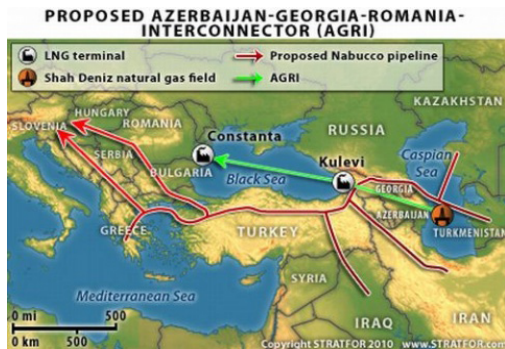 PROPOSED AZERBAIJAN-GEORGIA-ROMANIA-
INTERCONNECTOR (AGRI)
LNG terminal
Proposed Nabucco pipeline
Shah Deniz natural gas field
AGRI
KAZAKHSTAN
HUNGARY
SLOVENIA
ROMANIA
RUSSIA
Constanta
Caspian
Sea
SERBIA
Kulevi
BULGARIA
Black Sea
GEORGIA
AZERBAIJAN
GREECE
TURKEY
TURKMENISTAN
SYRIA
Mediterranean Sea
0 mi 500
IRAQ
IRAN
0 km 500
Copyright STRATFOR 2010 www.STRATFOR.com